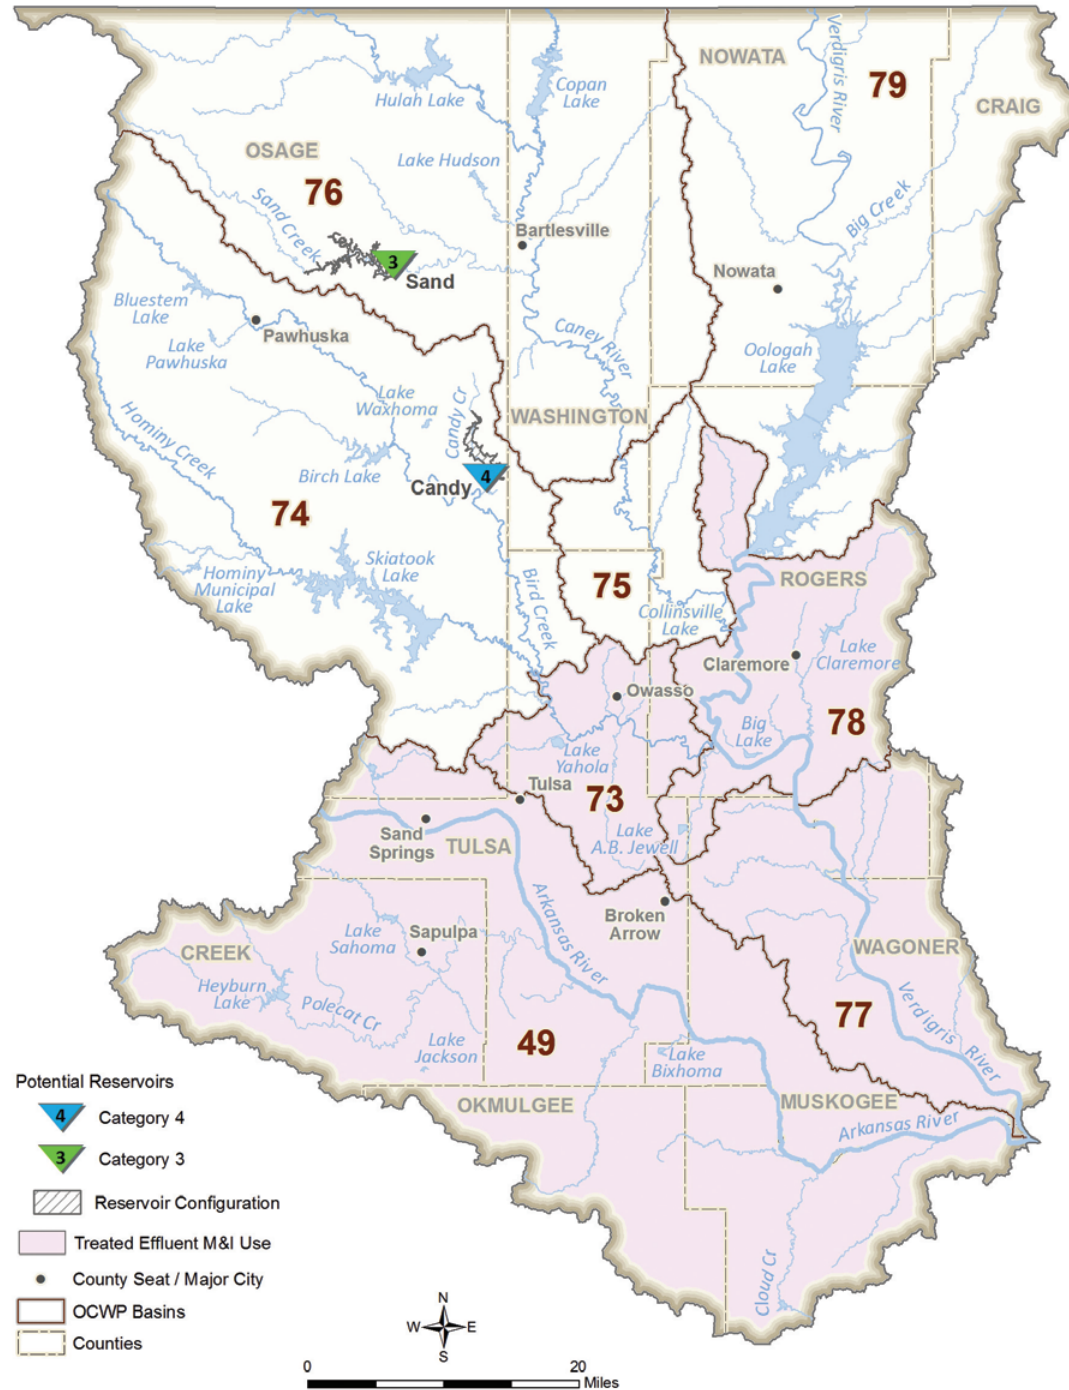 NOWATA
79
Verdigris River
CRAIG
Hulah Lake
Copan
Lake
OSAGE
76
Lake Hudson
Sand Creek
Bartlesville
Big Creek
3
Sand
Nowata
Bluestem
Lake
Pawhuska
Lake
Pawhuska
Caney River
Oologah
Lake
Lake
Waxhoma
Candy Cr
WASHINGTON
Hominy Creek
Birch Lake
4
Candy
74
Skiatook
Lake
Hominy
Municipal
Lake
Bird Creek
75
ROGERS
Collinsville
Lake
Claremore
Lake
Claremore
Owasso
78
Big
Lake
Lake
Yahola
Tulsa
73
Sand
Springs
TULSA
Lake
A.B. Jewell
Arkansas River
Broken
Arrow
Lake
Sahoma
Sapulpa
CREEK
WAGONER
Heyburn
Lake
Polecat Cr
Verdigris River
77
49
Lake
Jackson
Lake
Bixhoma
OKMULGEE
MUSKOGEE
Arkansas River
Cloud Cr
Potential Reservoirs
4 Category 4
3 Category 3
Reservoir Configuration
Treated Effluent M&I Use
County Seat / Major City
OCWP Basins
Counties
N
W E
S
0 20
Miles